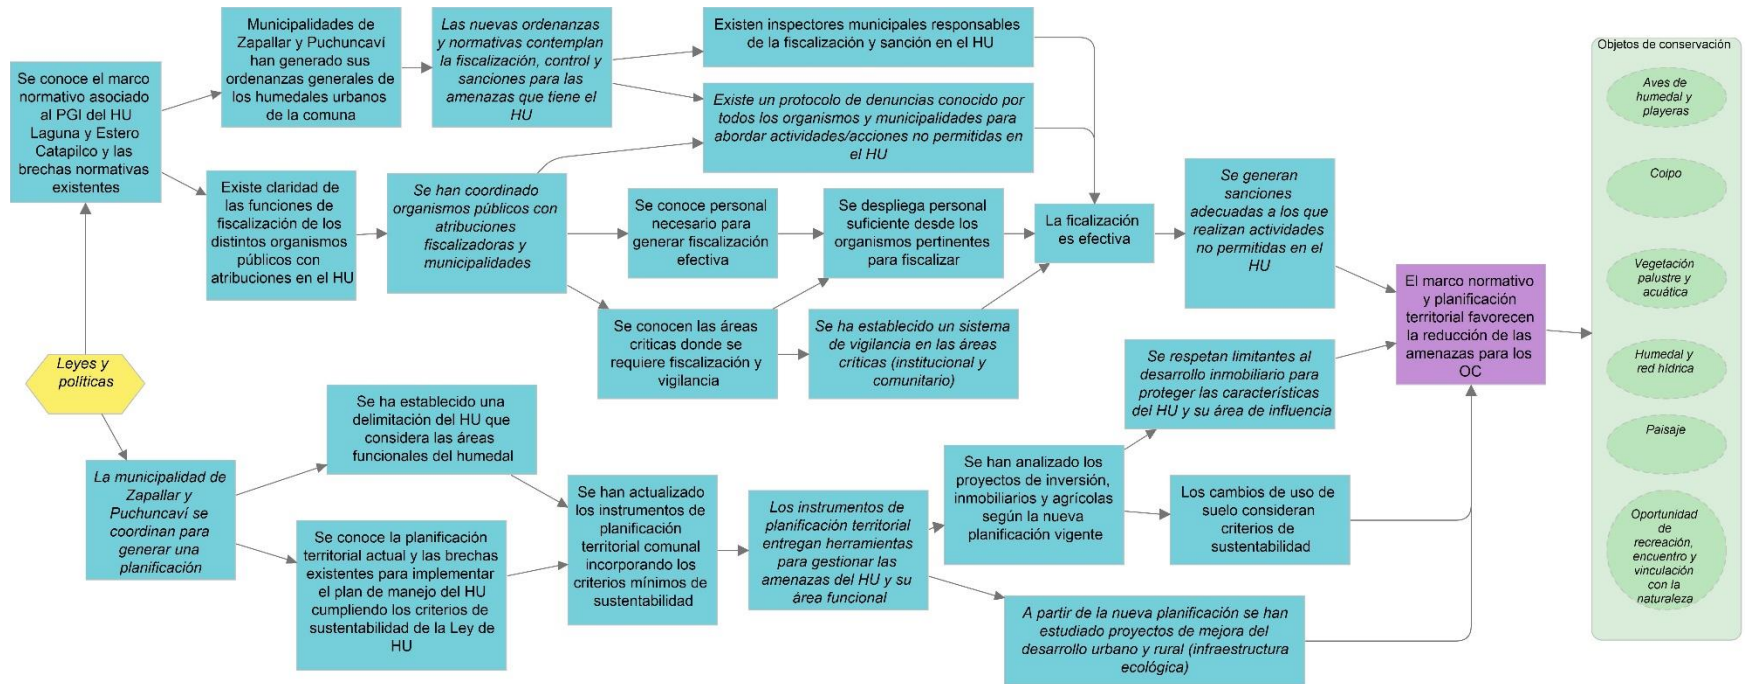 Se conoce el marco
normativo asociado
al PGI del HU
Laguna y Estero
Catapilco y las
brechas normativas
existentes
Municipalidades de
Zapallar y Puchuncaví
han generado sus
ordenanzas generales de
los humedales urbanos
de la comuna
Las nuevas ordenanzas
y normativas contemplan
la fiscalización, control y
sanciones para las
amenazas que tiene el
HU
Existen inspectores municipales responsables
de la fiscalización y sanción en el HU
Existe un protocolo de denuncias conocido por
todos los organismos y municipalidades para
abordar actividades/acciones no permitidas en
el HU
Existe claridad de
las funciones de
fiscalización de los
distintos organismos
públicos con
atribuciones en el HU
Se han coordinado
organismos públicos con
atribuciones
fiscalizadoras y
municipalidades
Se conoce personal
necesario para
generar fiscalización
efectiva
Se despliega personal
suficiente desde los
organismos pertinentes
para fiscalizar
La ficalización
es efectiva
Se generan
sanciones
adecuadas a los que
realizan actividades
no permitidas en el
HU
Se conocen las áreas
criticas donde se
requiere fiscalización y
vigilancia
Se ha establecido un sistema
de vigilancia en las áreas
críticas (institucional y
comunitario)
El marco normativo
y planificación
territorial favorecen
la reducción de las
amenazas para los
OC
Leyes y
políticas
La municipalidad de
Zapallar y
Puchuncaví se
coordinan para
generar una
planificación
Se ha establecido una
delimitación del HU que
considera las áreas
funcionales del humedal
Se conoce la planificación
territorial actual y las brechas
existentes para implementar
el plan de manejo del HU
cumpliendo los criterios de
sustentabilidad de la Ley de
HU
Se han actualizado
los instrumentos de
planificación
territorial comunal
incorporando los
criterios mínimos de
sustentabilidad
Los instrumentos de
planificación territorial
entregan herramientas
para gestionar las
amenazas del HU y su
área funcional
Se han analizado los
proyectos de inversión,
inmobiliarios y agrícolas
según la nueva
planificación vigente
Se respetan limitantes al
desarrollo inmobiliario para
proteger las características
del HU y su área de influencia
Los cambios de uso de
suelo consideran
criterios de
sustentabilidad
A partir de la nueva planificación se han
estudiado proyectos de mejora del
desarrollo urbano y rural (infraestructura
ecológica)
Objetos de conservación
Aves de
humedal y
playeras
Coipo
Vegetación
palustre y
acuática
Humedal y
red hídrica
Paisaje
Oportunidad
de
recreación,
encuentro y
vinculación
con la
naturaleza